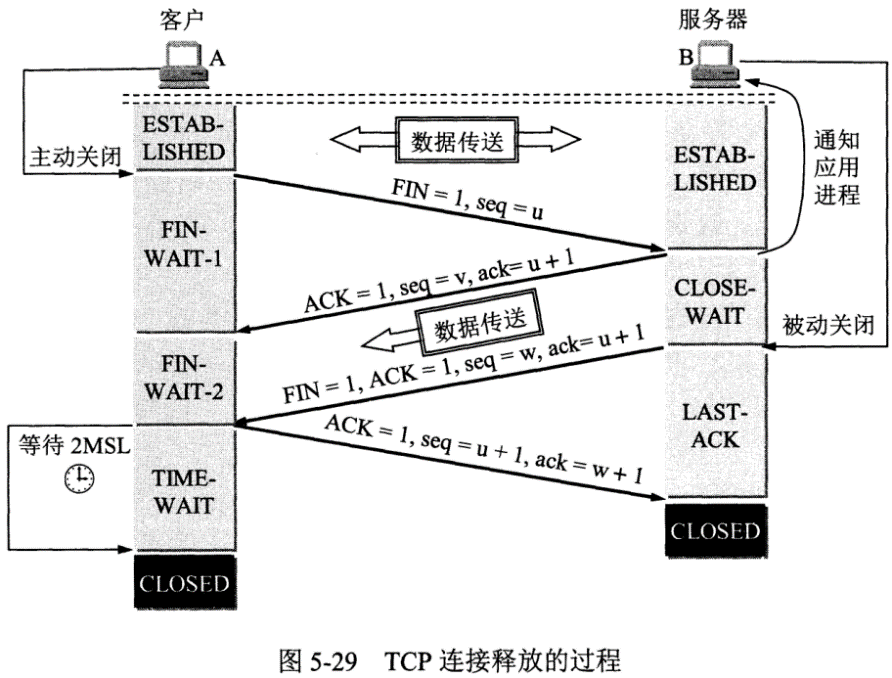 客户
服务器
A
B
ESTAB-
LISHED
数据传送
ESTAB-
LISHED
通知
应用
进程
主动关闭
FIN = 1, seq = u
FIN-
WAIT-1
ACK = 1, seq = v, ack= u + 1
CLOSE-
WAIT
数据传送
被动关闭
FIN-
WAIT-2
FIN = 1, ACK = 1, seq = w, ack= u + 1
LAST-
ACK
ACK = 1, seq = u + 1, ack = w + 1
等待 2MSL
TIME-
WAIT
CLOSED
CLOSED
图 5-29 TCP 连接释放的过程